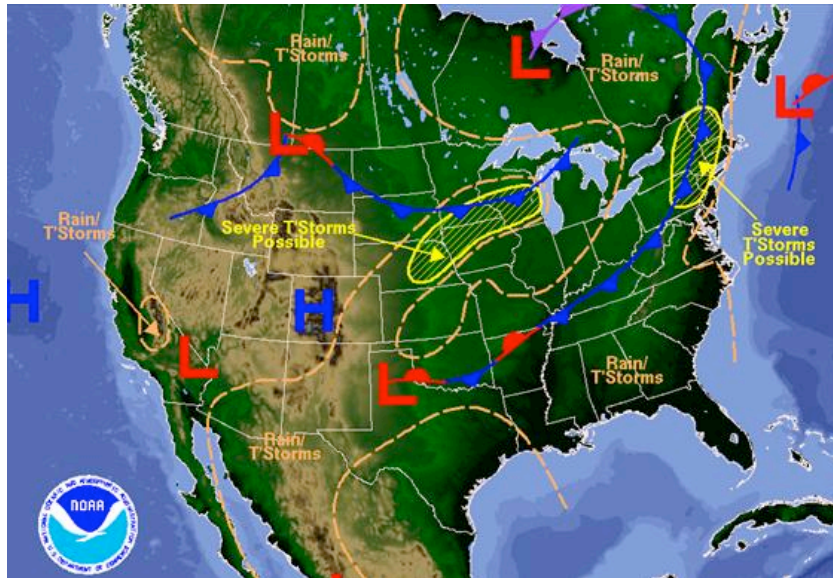 Rain/
T'Storms
Rain/
T'Storms
L
L
L
Rain/
T'Storms
Severe T'Storms
Possible
Severe
T'Storms
Possible
H
H
L
L
Rain/
T'Storms
Rain/
T'Storms
NOAA